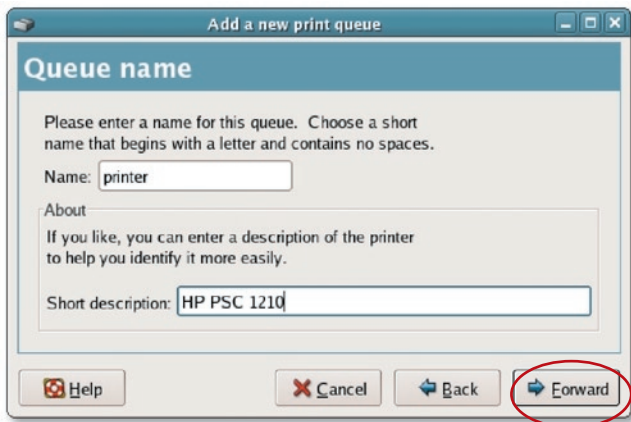 Add a new print queue
Queue name
Please enter a name for this queue. Choose a short
name that begins with a letter and contains no spaces.
Name: printer
About
If you like, you can enter a description of the printer
to help you identify it more easily.
Short description: HP PSC 1210
Help Cancel Back Forward